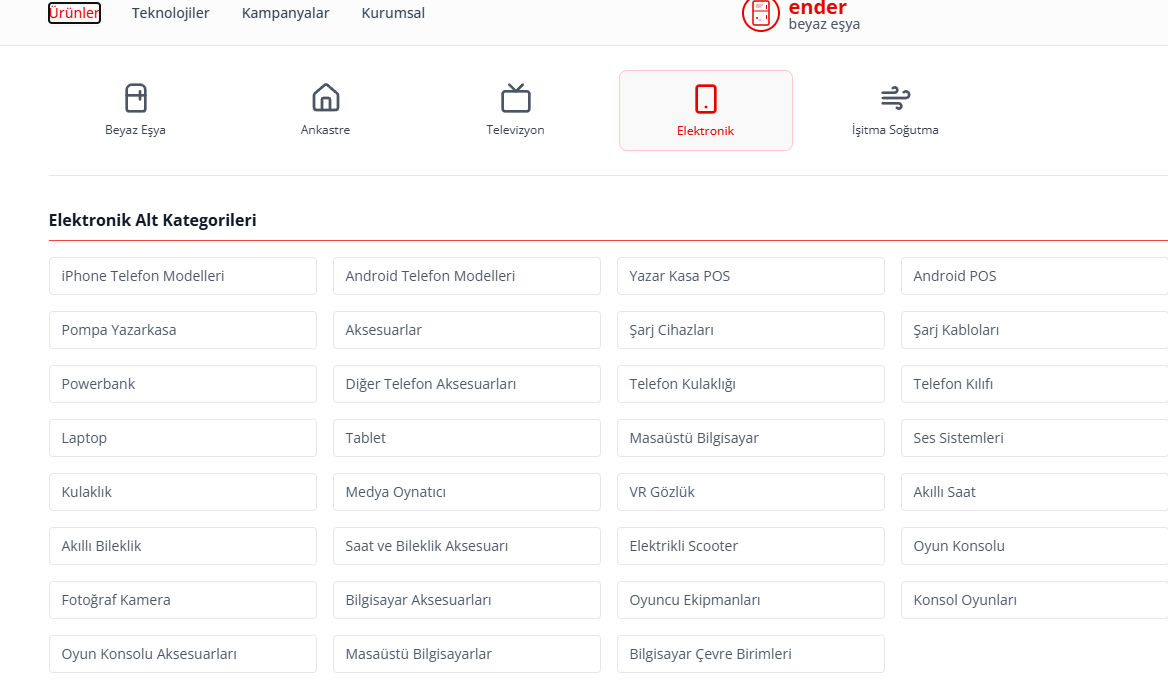 Ürünler Teknolojiler Kampanyalar Kurumsal
ender
beyaz eşya
Beyaz Eşya Ankastre Televizyon Elektronik İşitma Soğutma
Elektronik Alt Kategorileri
iPhone Telefon Modelleri Android Telefon Modelleri Yazar Kasa POS Android POS
Pompa Yazarkasa Aksesuarlar Şarj Cihazları Şarj Kabloları
Powerbank Diğer Telefon Aksesuarları Telefon Kulaklığı Telefon Kılıfı
Laptop Tablet Masaüstü Bilgisayar Ses Sistemleri
Kulaklık Medya Oynatıcı VR Gözlük Akıllı Saat
Akıllı Bileklik Saat ve Bileklik Aksesuarı Elektrikli Scooter Oyun Konsolu
Fotoğraf Kamera Bilgisayar Aksesuarları Oyuncu Ekipmanları Konsol Oyunları
Oyun Konsolu Aksesuarları Masaüstü Bilgisayarlar Bilgisayar Çevre Birimleri